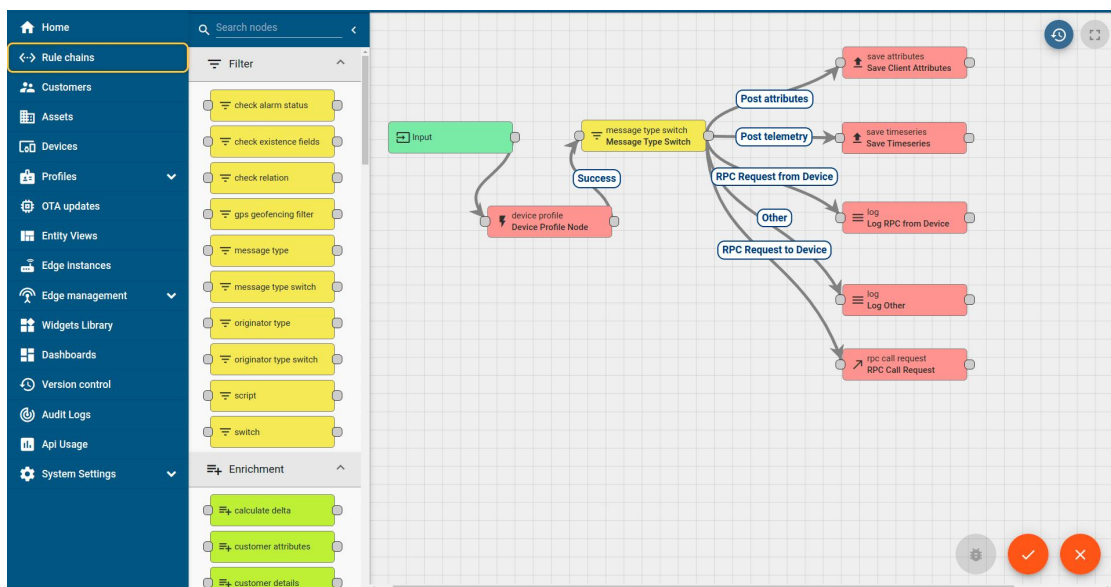 Home
Rule chains
Customers
Assets
Devices
Profiles
OTA updates
Entity Views
Edge instances
Edge management
Widgets Library
Dashboards
Version control
Audit Logs
Api Usage
System Settings
Search nodes
Filter
check alarm status
check existence fields
check relation
gps geofencing filter
message type
message type switch
originator type
originator type switch
script
switch
Enrichment
calculate delta
customer attributes
customer details
Input
device profile
Device Profile Node
Success
message type switch
Message Type Switch
Post attributes
Post telemetry
RPC Request from Device
Other
RPC Request to Device
save attributes
Save Client Attributes
save timeseries
Save Timeseries
log
Log RPC from Device
log
Log Other
rpc call request
RPC Call Request